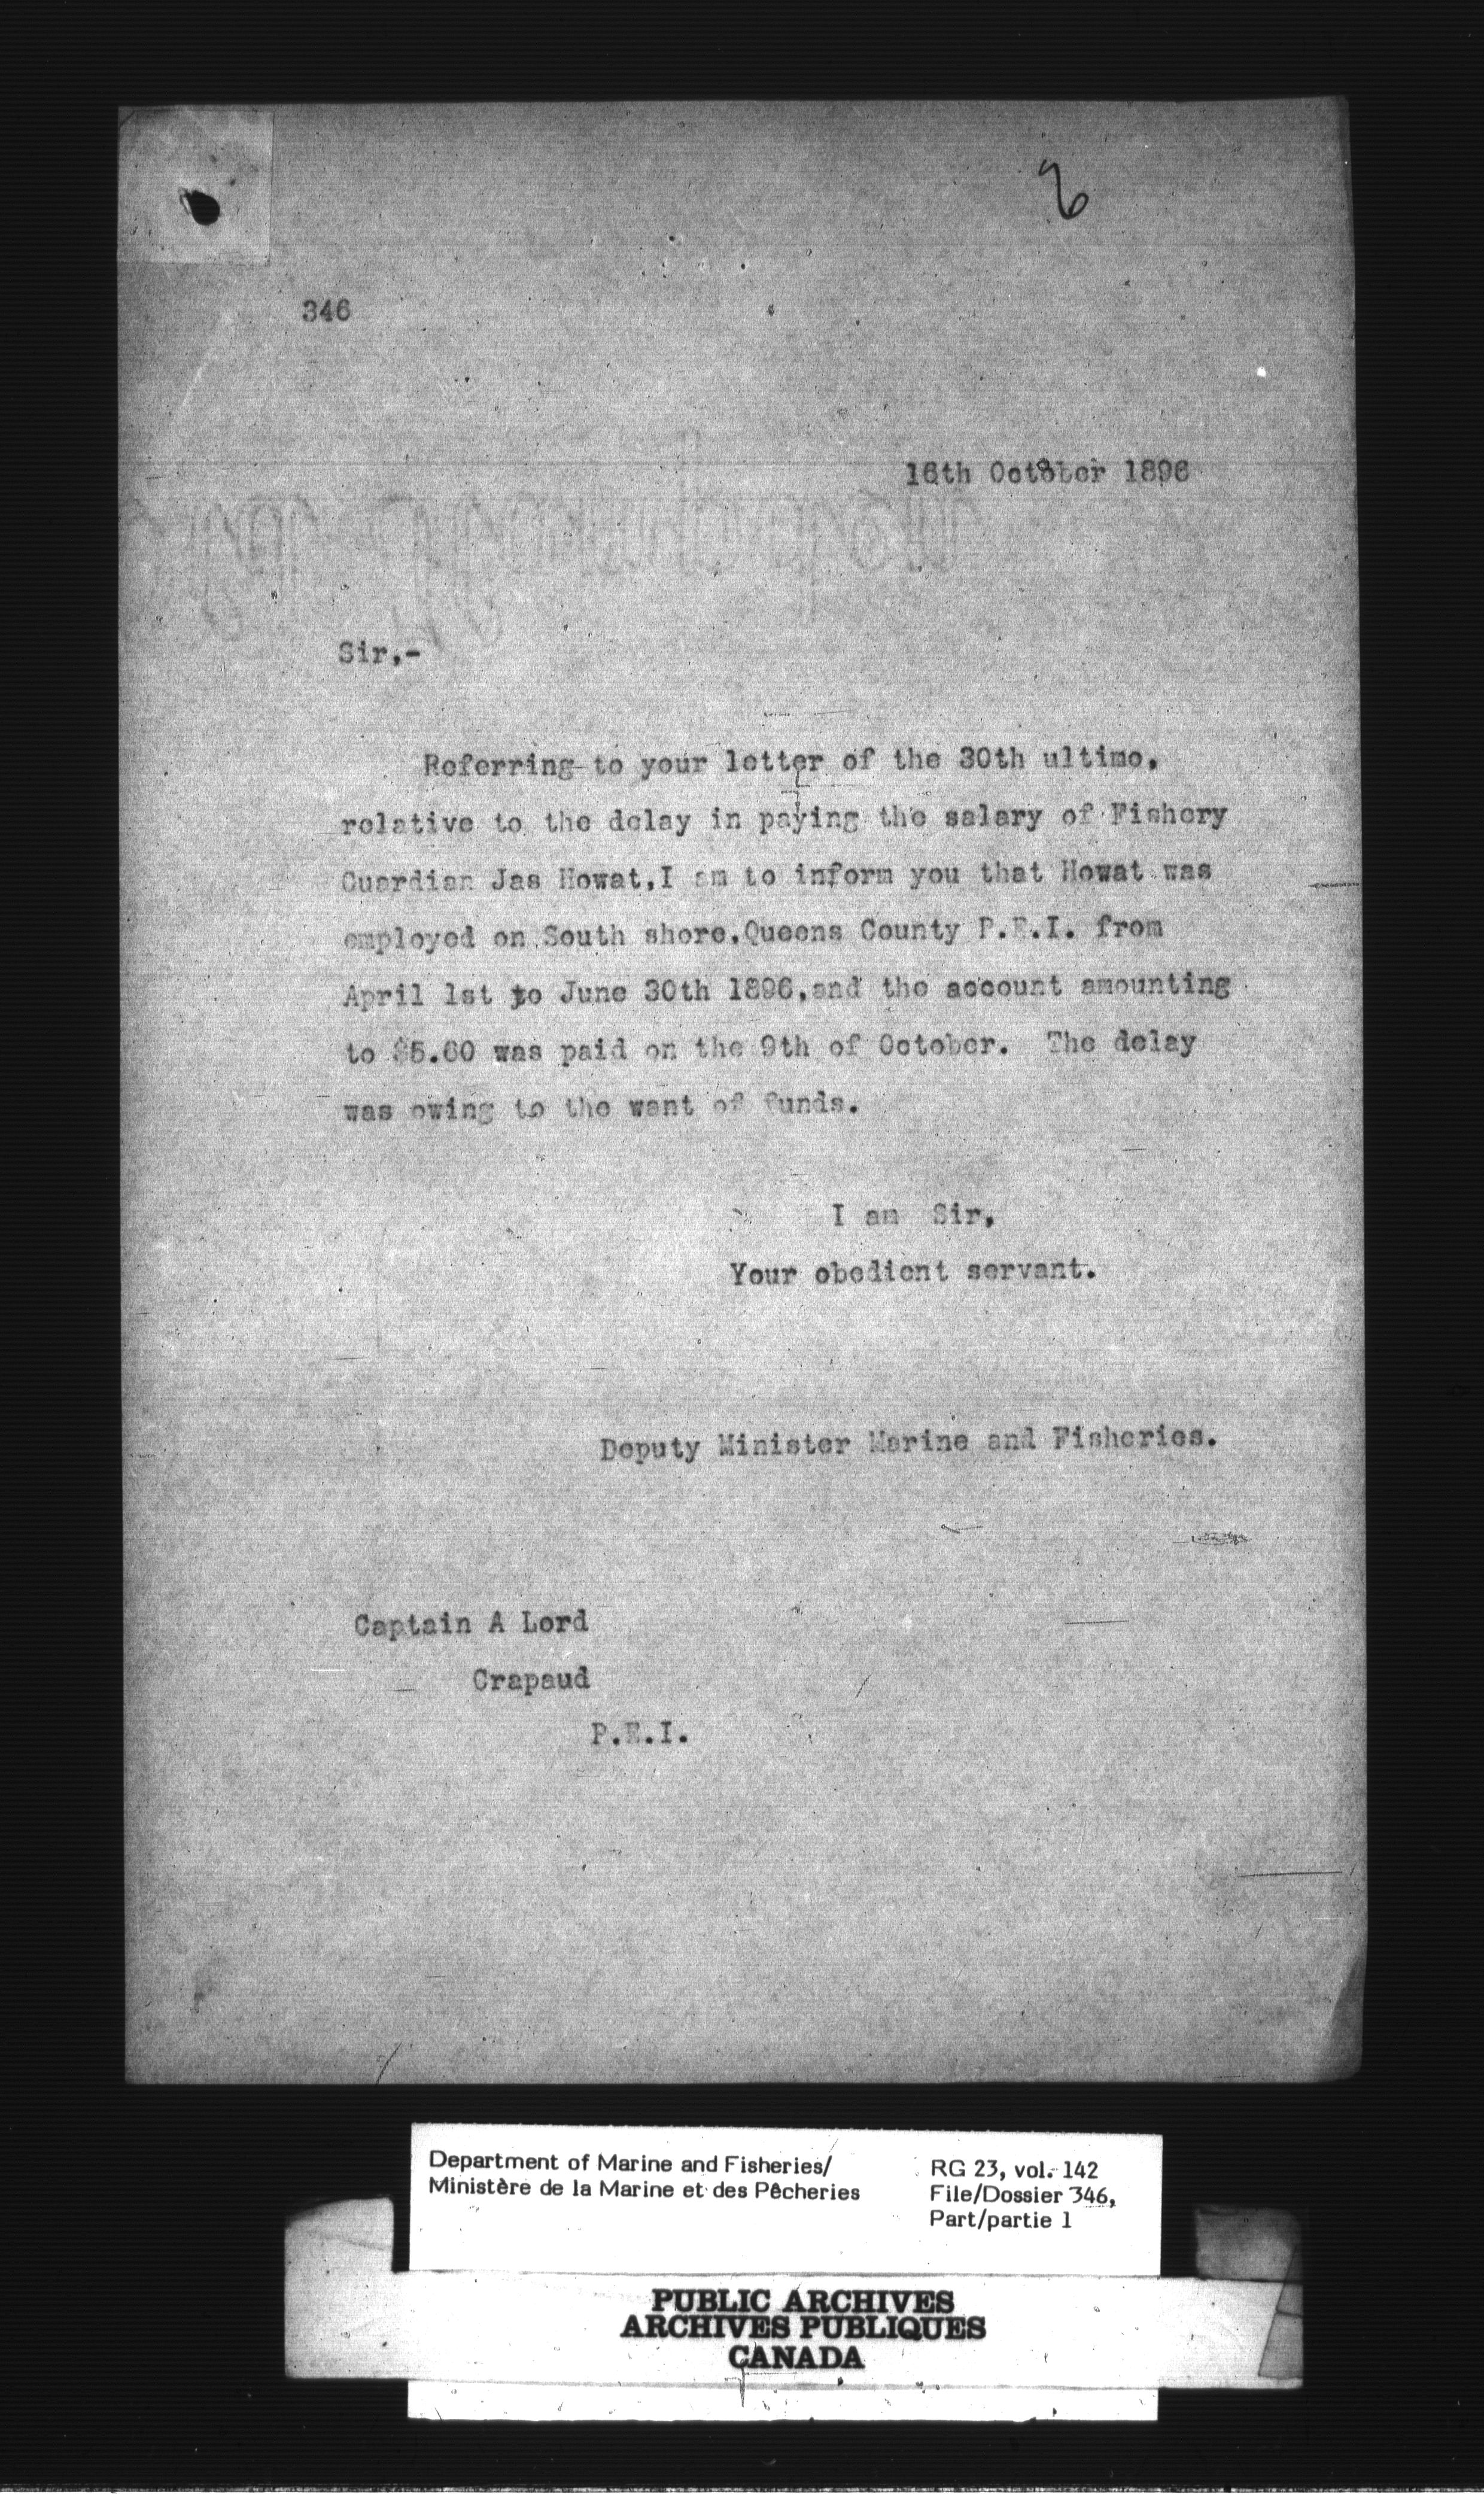 6
346
16th October 1896
Sir,-
Referring to your letter of the 30th ultimo,
relative to the delay in paying the salary of Fishery
Guardian Jas Howat,I am to inform you that Howat was
employed on South shore,Queens County P.E.I. from
April 1st to June 30th 1896,and the account amounting
to $5.60 was paid on the 9th of October. The delay
was owing to the want of funds.
I am Sir,
Your obedient servant.
Deputy Minister Marine and Fisheries.
Captain A Lord
Crapaud
P.E.I.
Department of Marine and Fisheries/
Ministère de la Marine et des Pêcheries
RG 23, vol. 142
File/Dossier 346,
Part/partie 1
PUBLIC ARCHIVES
ARCHIVES PUBLIQUES
CANADA